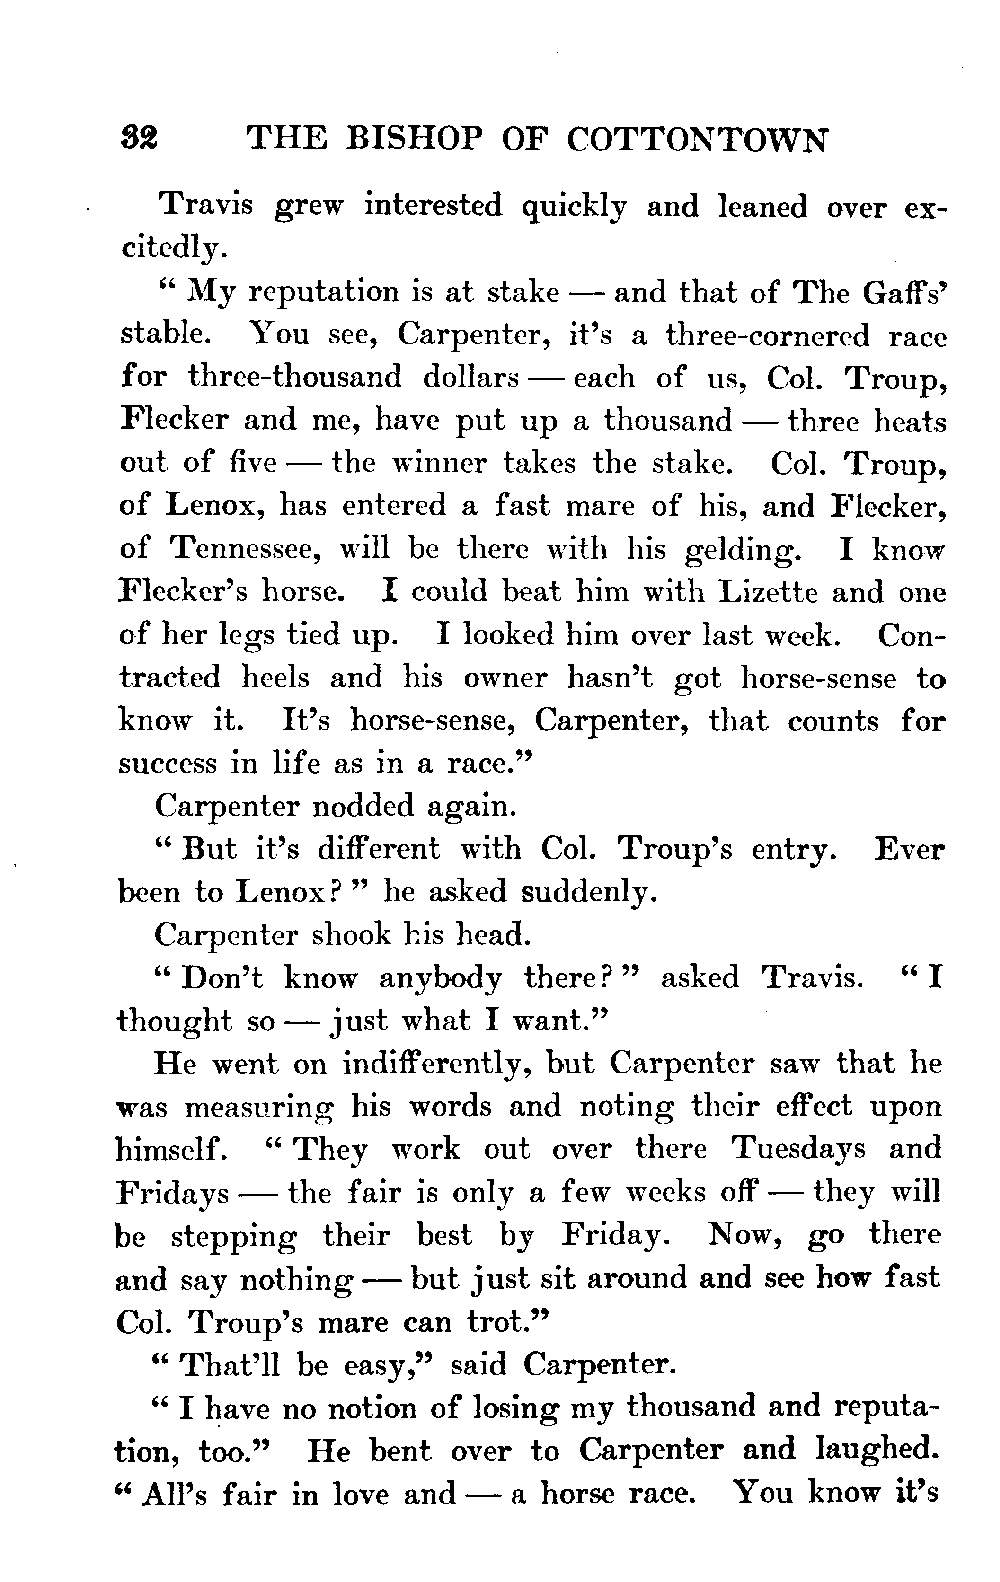 32 THE BISHOP OF COTTONTOWN
Travis grew interested quickly and leaned over ex-
citedly.
“ My reputation is at stake — and that of The Gaffs’
stable. You see, Carpenter, it’s a three-cornered race
for three-thousand dollars — each of us, Col. Troup,
Flecker and me, have put up a thousand — three heats
out of five — the winner takes the stake. Col. Troup,
of Lenox, has entered a fast mare of his, and Flecker,
of Tennessee, will be there with his gelding. I know
Flecker’s horse. I could beat him with Lizette and one
of her legs tied up. I looked him over last week. Con-
tracted heels and his owner hasn’t got horse-sense to
know it. It’s horse-sense, Carpenter, that counts for
success in life as in a race.”
Carpenter nodded again.
“ But it’s different with Col. Troup’s entry. Ever
been to Lenox? ” he asked suddenly.
Carpenter shook his head.
“ Don’t know anybody there? ” asked Travis. “ I
thought so — just what I want.”
He went on indifferently, but Carpenter saw that he
was measuring his words and noting their effect upon
himself. “ They work out over there Tuesdays and
Fridays — the fair is only a few weeks off — they will
be stepping their best by Friday. Now, go there
and say nothing — but just sit around and see how fast
Col. Troup’s mare can trot.”
“ That’ll be easy,” said Carpenter.
“ I have no notion of losing my thousand and reputa-
tion, too.” He bent over to Carpenter and laughed.
“ All’s fair in love and — a horse race. You know it’s